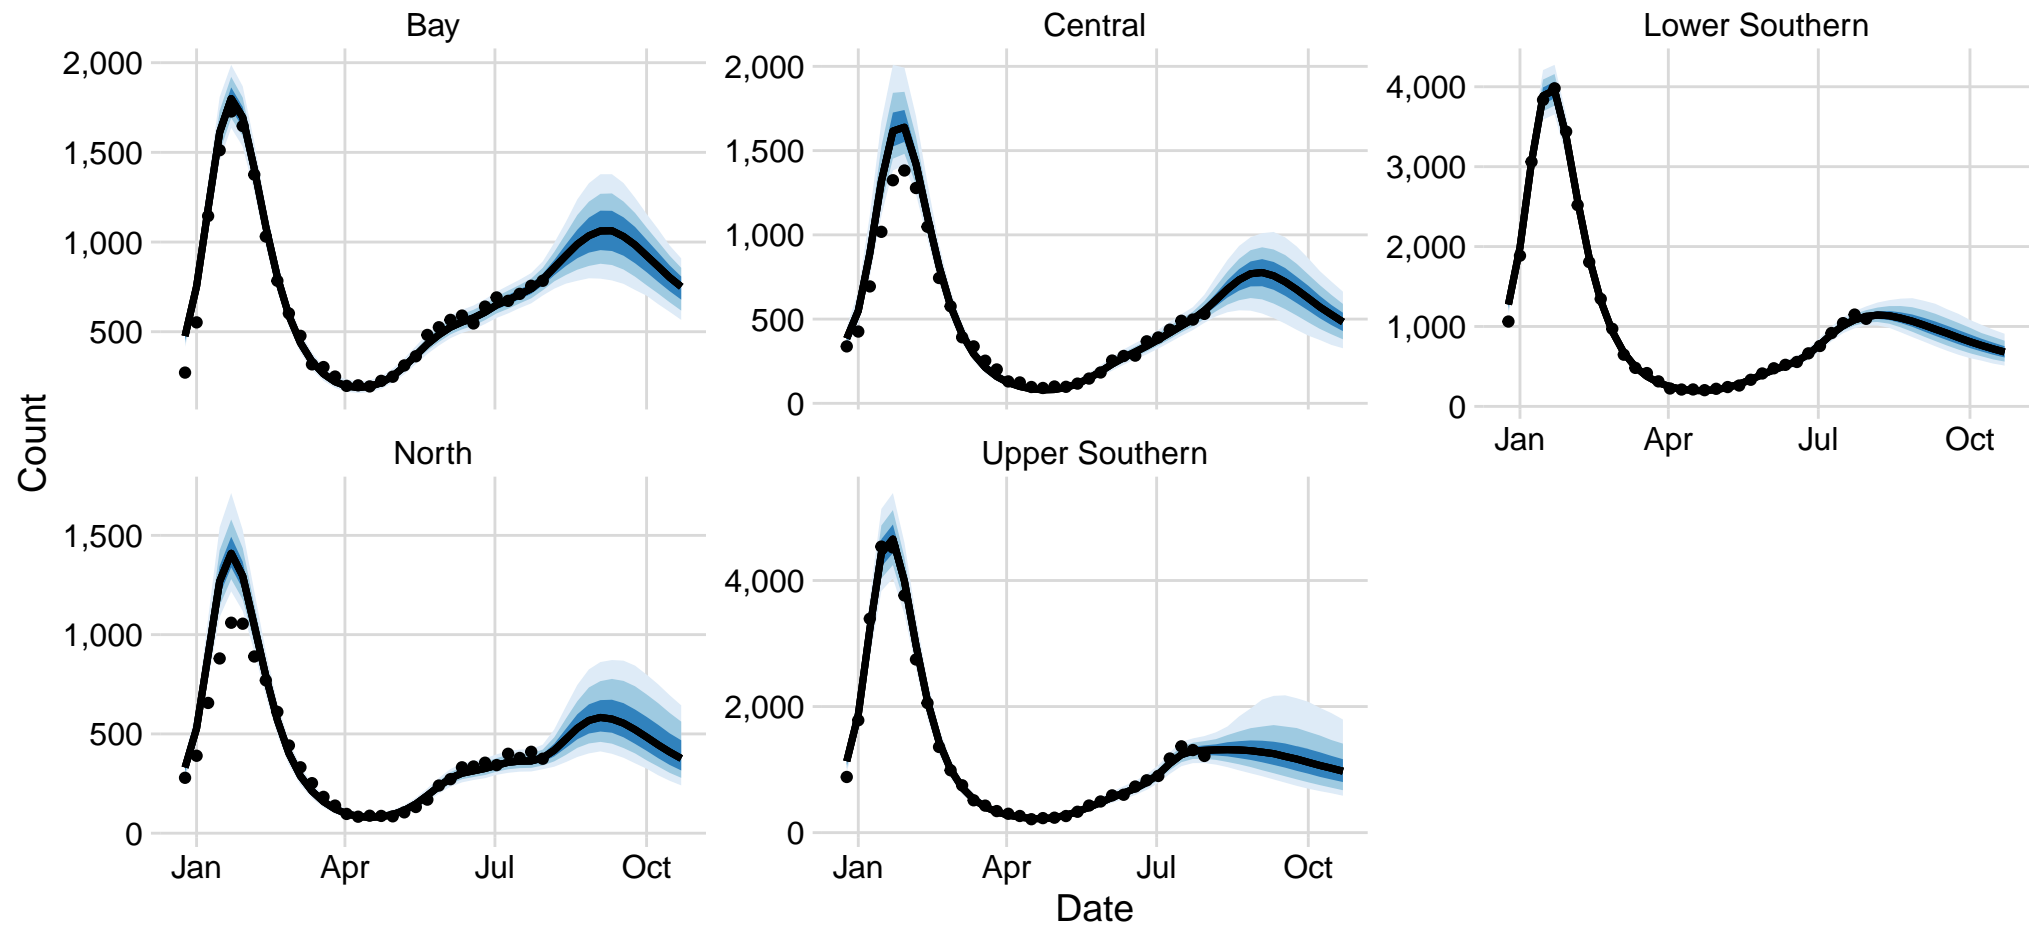 Bay
Central
Lower Southern
2,000
1,500
1,000
500
2,000
1,500
1,000
500
0
4,000
3,000
2,000
1,000
0
Jan Apr Jul Oct
Count
North
Upper Southern
1,500
1,000
500
0
4,000
2,000
0
Jan Apr Jul Oct
Jan Apr Jul Oct
Date